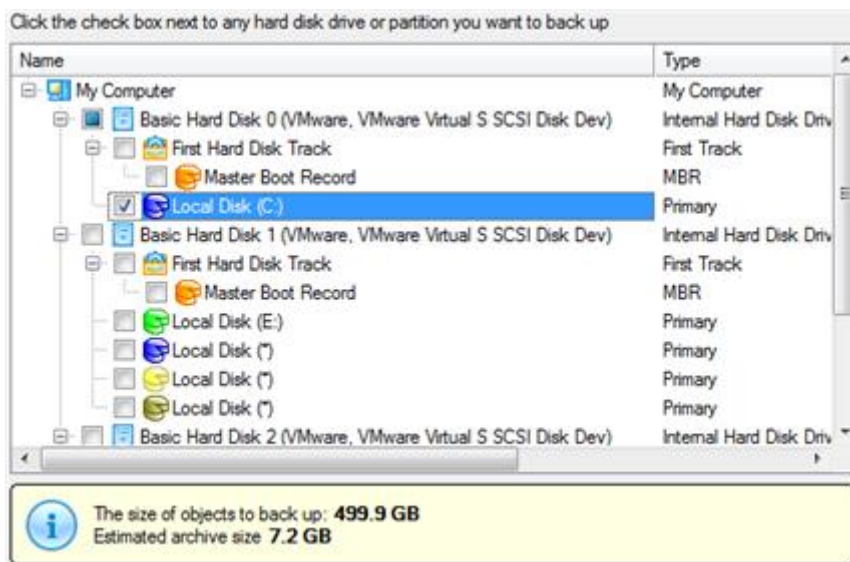 Click the check box next to any hard disk drive or partition you want to back up
Name Type
My Computer My Computer
Basic Hard Disk 0 (VMware, VMware Virtual S SCSI Disk Dev) Internal Hard Disk Driv
First Hard Disk Track First Track
Master Boot Record MBR
Local Disk (C:) Primary
Basic Hard Disk 1 (VMware, VMware Virtual S SCSI Disk Dev) Internal Hard Disk Driv
First Hard Disk Track First Track
Master Boot Record MBR
Local Disk (E:) Primary
Local Disk (*) Primary
Local Disk (*) Primary
Local Disk (*) Primary
Basic Hard Disk 2 (VMware, VMware Virtual S SCSI Disk Dev) Internal Hard Disk Driv
The size of objects to back up: 499.9 GB
Estimated archive size 7.2 GB